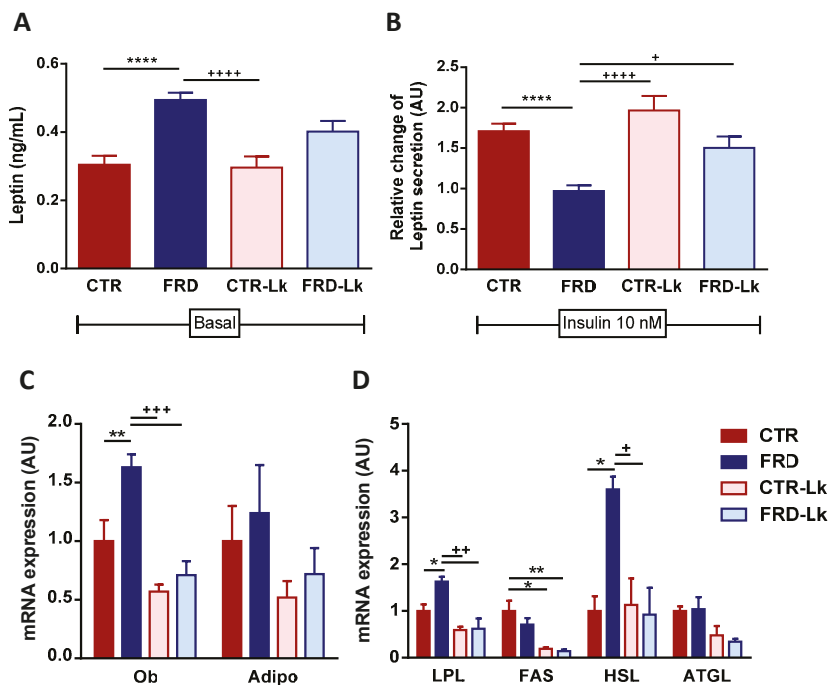 A
Leptin (ng/mL)
0.6
0.4
0.2
0.0
****
++++
CTR
FRD
CTR-Lk
FRD-Lk
Basal
B
Relative change of
Leptin secretion (AU)
2.5
2.0
1.5
1.0
0.5
0.0
+
++++
****
CTR
FRD
CTR-Lk
FRD-Lk
Insulin 10 nM
C
mRNA expression (AU)
2.0
1.5
1.0
0.5
0.0
+++
**
Ob
Adipo
D
mRNA expression (AU)
5
4
3
2
1
0
*
++
**
*
*
+
LPL
FAS
HSL
ATGL
CTR
FRD
CTR-Lk
FRD-Lk